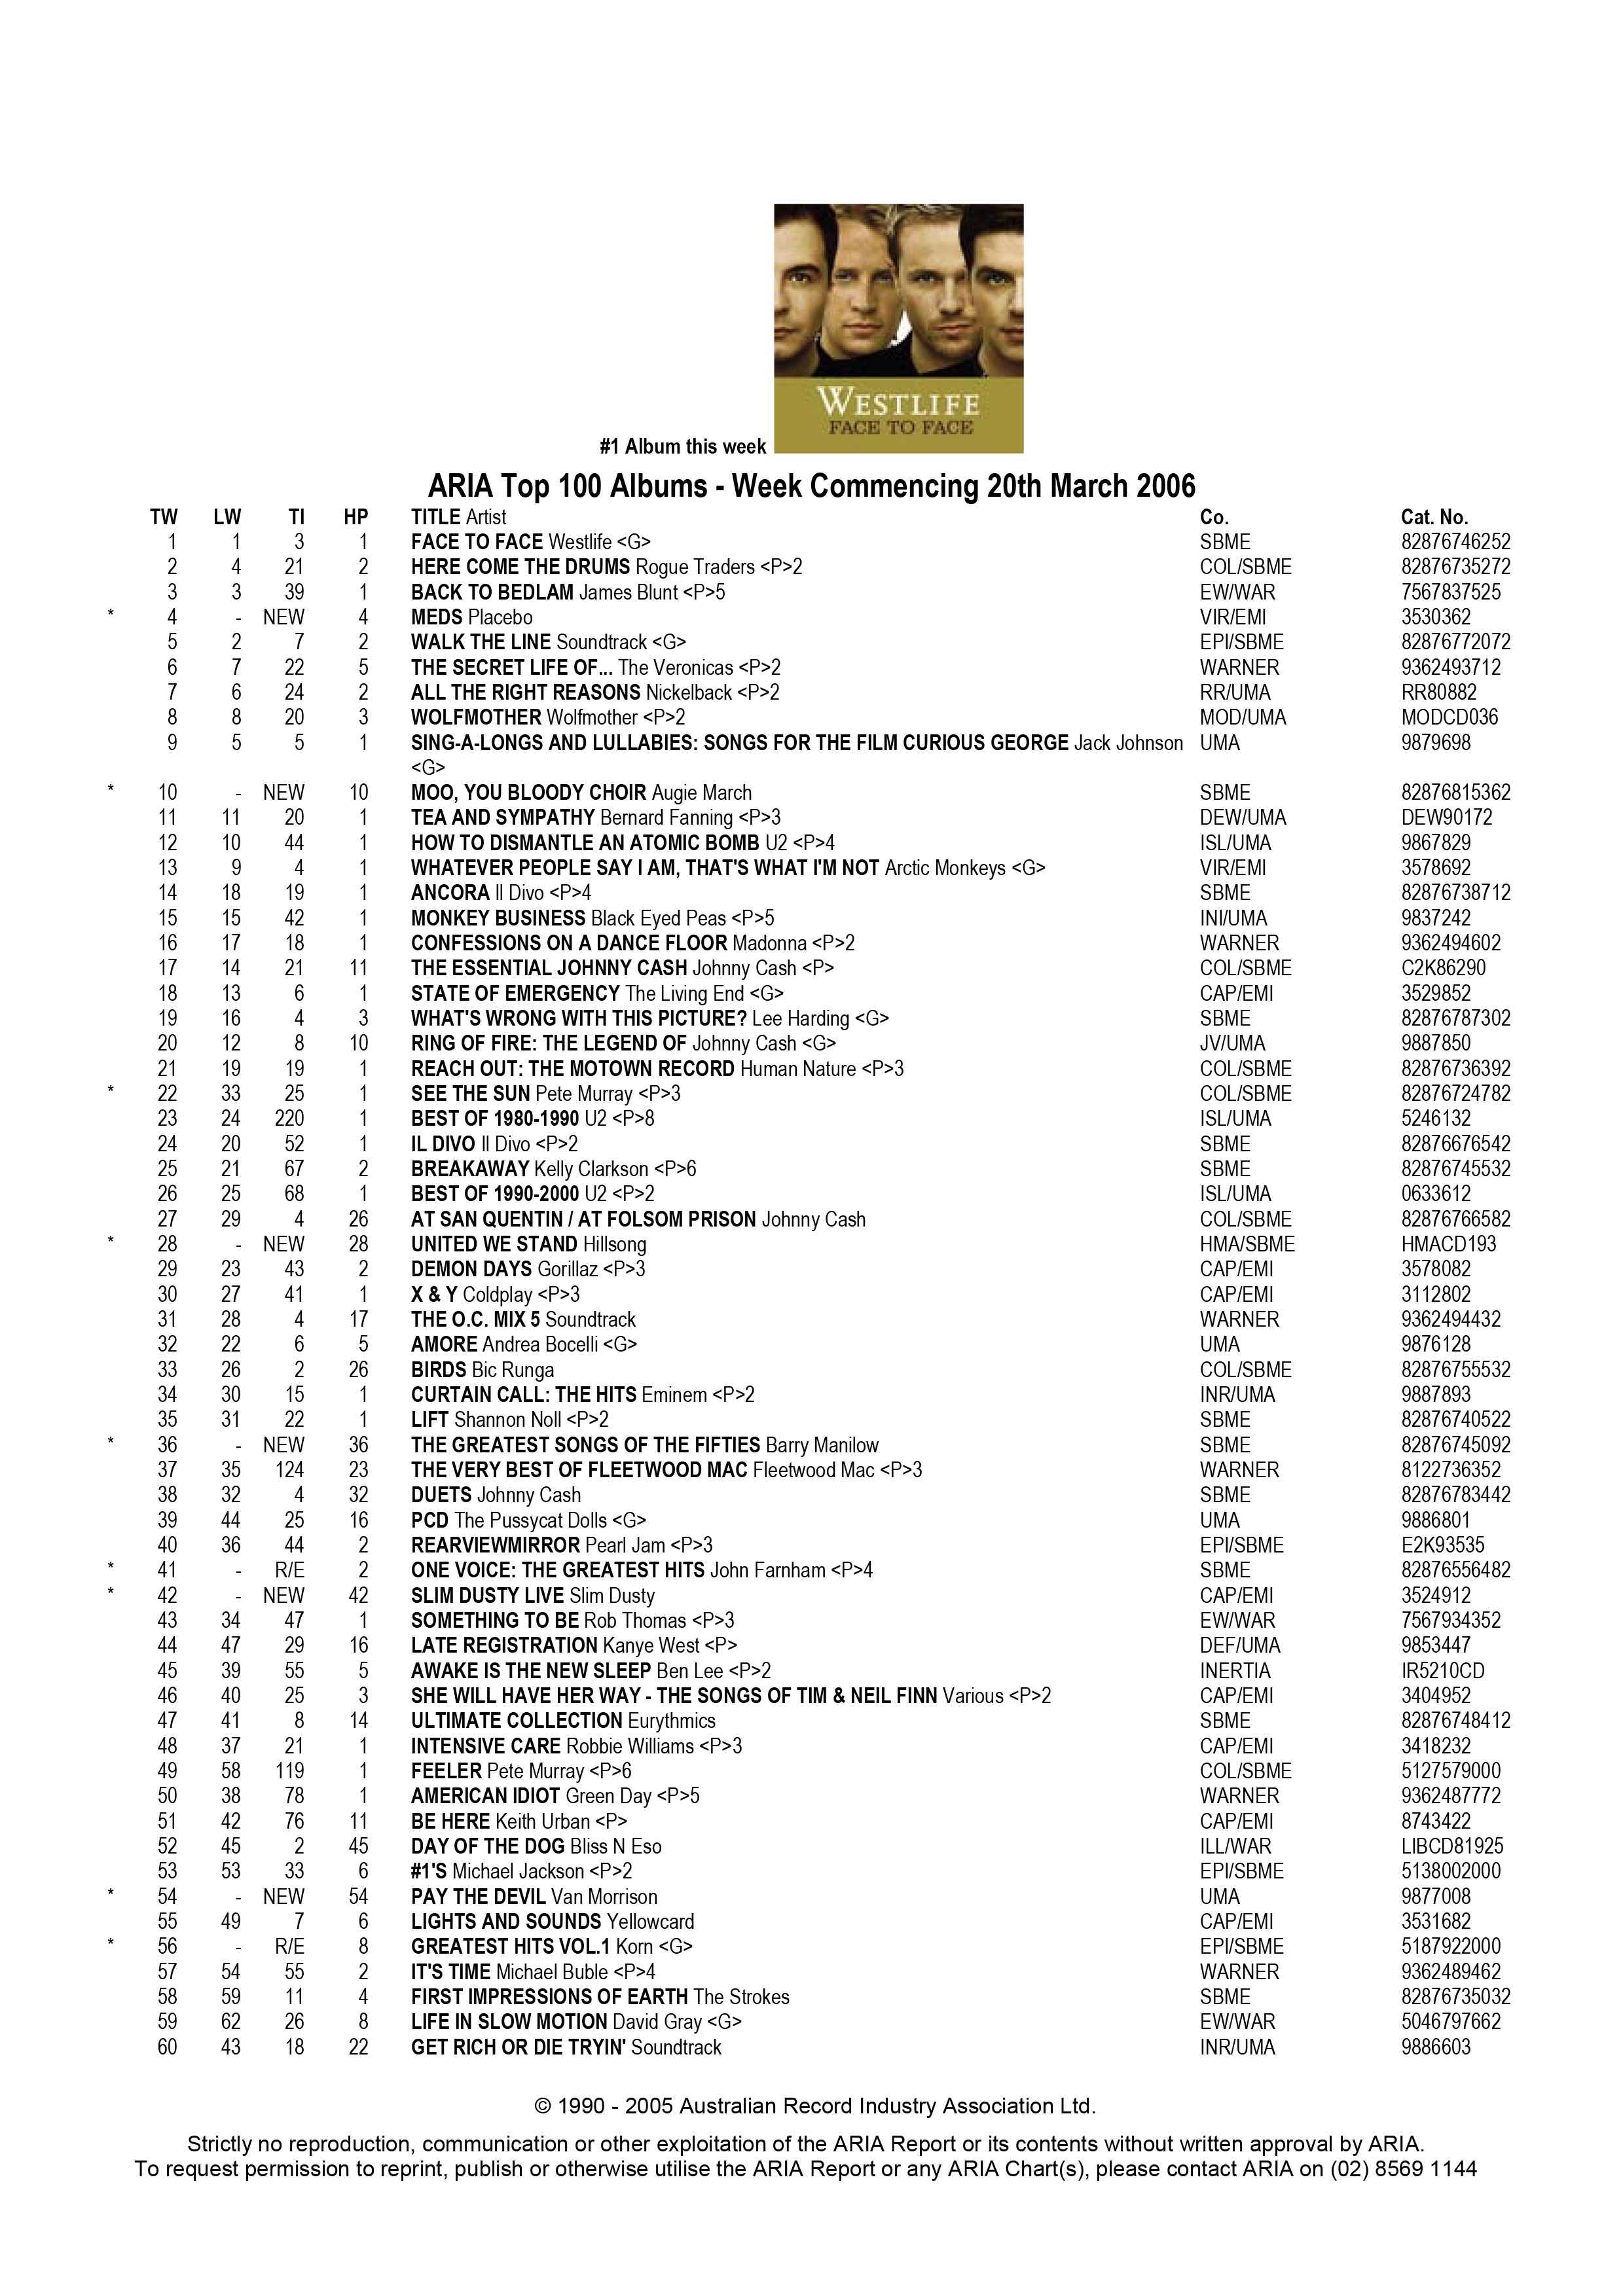 WESTLIFE
FACE TO FACE
#1 Album this week
ARIA Top 100 Albums - Week Commencing 20th March 2006
TW LW TI HP TITLE Artist Co. Cat. No.
1 1 3 1 FACE TO FACE Westlife <G> SBME 82876746252
2 4 21 2 HERE COME THE DRUMS Rogue Traders <P>2 COL/SBME 82876735272
3 3 39 1 BACK TO BEDLAM James Blunt <P>5 EW/WAR 7567837525
* 4 - NEW 4 MEDS Placebo VIR/EMI 3530362
5 2 7 2 WALK THE LINE Soundtrack <G> EPI/SBME 82876772072
6 7 22 5 THE SECRET LIFE OF... The Veronicas <P>2 WARNER 9362493712
7 6 24 2 ALL THE RIGHT REASONS Nickelback <P>2 RR/UMA RR80882
8 8 20 3 WOLFMOTHER Wolfmother <P>2 MOD/UMA MODCD036
9 5 5 1 SING-A-LONGS AND LULLABIES: SONGS FOR THE FILM CURIOUS GEORGE Jack Johnson UMA 9879698
<G>
* 10 - NEW 10 MOO, YOU BLOODY CHOIR Augie March SBME 82876815362
11 11 20 1 TEA AND SYMPATHY Bernard Fanning <P>3 DEW/UMA DEW90172
12 10 44 1 HOW TO DISMANTLE AN ATOMIC BOMB U2 <P>4 ISL/UMA 9867829
13 9 4 1 WHATEVER PEOPLE SAY I AM, THAT'S WHAT I'M NOT Arctic Monkeys <G> VIR/EMI 3578692
14 18 19 1 ANCORA Il Divo <P>4 SBME 82876738712
15 15 42 1 MONKEY BUSINESS Black Eyed Peas <P>5 INI/UMA 9837242
16 17 18 1 CONFESSIONS ON A DANCE FLOOR Madonna <P>2 WARNER 9362494602
17 14 21 11 THE ESSENTIAL JOHNNY CASH Johnny Cash <P> COL/SBME C2K86290
18 13 6 1 STATE OF EMERGENCY The Living End <G> CAP/EMI 3529852
19 16 4 3 WHAT'S WRONG WITH THIS PICTURE? Lee Harding <G> SBME 82876787302
20 12 8 10 RING OF FIRE: THE LEGEND OF Johnny Cash <G> JV/UMA 9887850
21 19 19 1 REACH OUT: THE MOTOWN RECORD Human Nature <P>3 COL/SBME 82876736392
* 22 33 25 1 SEE THE SUN Pete Murray <P>3 COL/SBME 82876724782
23 24 220 1 BEST OF 1980-1990 U2 <P>8 ISL/UMA 5246132
24 20 52 1 IL DIVO Il Divo <P>2 SBME 82876676542
25 21 67 2 BREAKAWAY Kelly Clarkson <P>6 SBME 82876745532
26 25 68 1 BEST OF 1990-2000 U2 <P>2 ISL/UMA 0633612
27 29 4 26 AT SAN QUENTIN / AT FOLSOM PRISON Johnny Cash COL/SBME 82876766582
* 28 - NEW 28 UNITED WE STAND Hillsong HMA/SBME HMACD193
29 23 43 2 DEMON DAYS Gorillaz <P>3 CAP/EMI 3578082
30 27 41 1 X & Y Coldplay <P>3 CAP/EMI 3112802
31 28 4 17 THE O.C. MIX 5 Soundtrack WARNER 9362494432
32 22 6 5 AMORE Andrea Bocelli <G> UMA 9876128
33 26 2 26 BIRDS Bic Runga COL/SBME 82876755532
34 30 15 1 CURTAIN CALL: THE HITS Eminem <P>2 INR/UMA 9887893
35 31 22 1 LIFT Shannon Noll <P>2 SBME 82876740522
* 36 - NEW 36 THE GREATEST SONGS OF THE FIFTIES Barry Manilow SBME 82876745092
37 35 124 23 THE VERY BEST OF FLEETWOOD MAC Fleetwood Mac <P>3 WARNER 8122736352
38 32 4 32 DUETS Johnny Cash SBME 82876783442
39 44 25 16 PCD The Pussycat Dolls <G> UMA 9886801
40 36 44 2 REARVIEWMIRROR Pearl Jam <P>3 EPI/SBME E2K93535
* 41 - R/E 2 ONE VOICE: THE GREATEST HITS John Farnham <P>4 SBME 82876556482
* 42 - NEW 42 SLIM DUSTY LIVE Slim Dusty CAP/EMI 3524912
43 34 47 1 SOMETHING TO BE Rob Thomas <P>3 EW/WAR 7567934352
44 47 29 16 LATE REGISTRATION Kanye West <P> DEF/UMA 9853447
45 39 55 5 AWAKE IS THE NEW SLEEP Ben Lee <P>2 INERTIA IR5210CD
46 40 25 3 SHE WILL HAVE HER WAY - THE SONGS OF TIM & NEIL FINN Various <P>2 CAP/EMI 3404952
47 41 8 14 ULTIMATE COLLECTION Eurythmics SBME 82876748412
48 37 21 1 INTENSIVE CARE Robbie Williams <P>3 CAP/EMI 3418232
49 58 119 1 FEELER Pete Murray <P>6 COL/SBME 5127579000
50 38 78 1 AMERICAN IDIOT Green Day <P>5 WARNER 9362487772
51 42 76 11 BE HERE Keith Urban <P> CAP/EMI 8743422
52 45 2 45 DAY OF THE DOG Bliss N Eso ILL/WAR LIBCD81925
53 53 33 6 #1'S Michael Jackson <P>2 EPI/SBME 5138002000
* 54 - NEW 54 PAY THE DEVIL Van Morrison UMA 9877008
55 49 7 6 LIGHTS AND SOUNDS Yellowcard CAP/EMI 3531682
* 56 - R/E 8 GREATEST HITS VOL.1 Korn <G> EPI/SBME 5187922000
57 54 55 2 IT'S TIME Michael Buble <P>4 WARNER 9362489462
58 59 11 4 FIRST IMPRESSIONS OF EARTH The Strokes SBME 82876735032
59 62 26 8 LIFE IN SLOW MOTION David Gray <G> EW/WAR 5046797662
60 43 18 22 GET RICH OR DIE TRYIN' Soundtrack INR/UMA 9886603
© 1990 - 2005 Australian Record Industry Association Ltd.
Strictly no reproduction, communication or other exploitation of the ARIA Report or its contents without written approval by ARIA.
To request permission to reprint, publish or otherwise utilise the ARIA Report or any ARIA Chart(s), please contact ARIA on (02) 8569 1144